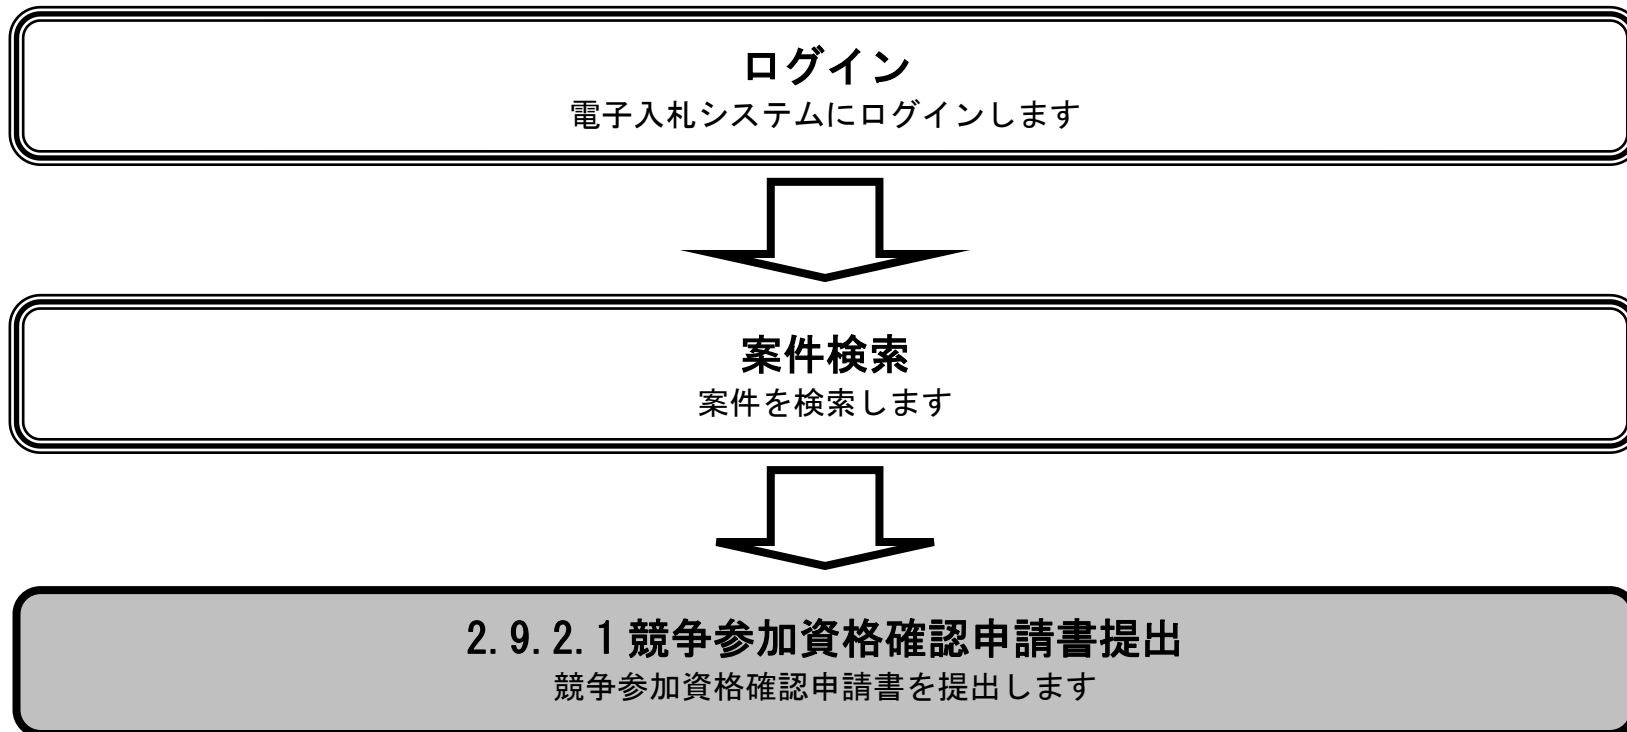 ログイン
電子入札システムにログインします
案件検索
案件を検索します
2.9.2.1 競争参加資格確認申請書提出
競争参加資格確認申請書を提出します